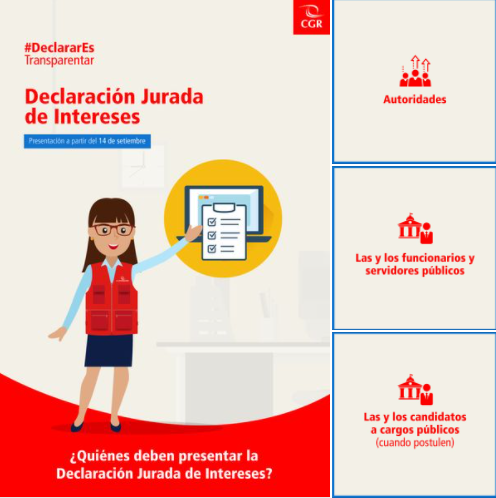 CGR
#DeclararEs
Transparentar
Declaración Jurada
de Intereses
Presentación a partir del 14 de setiembre
¿Quiénes deben presentar la
Declaración Jurada de Intereses?
Autoridades
Las y los funcionarios y
servidores públicos
Las y los candidatos
a cargos públicos
(cuando postulen)